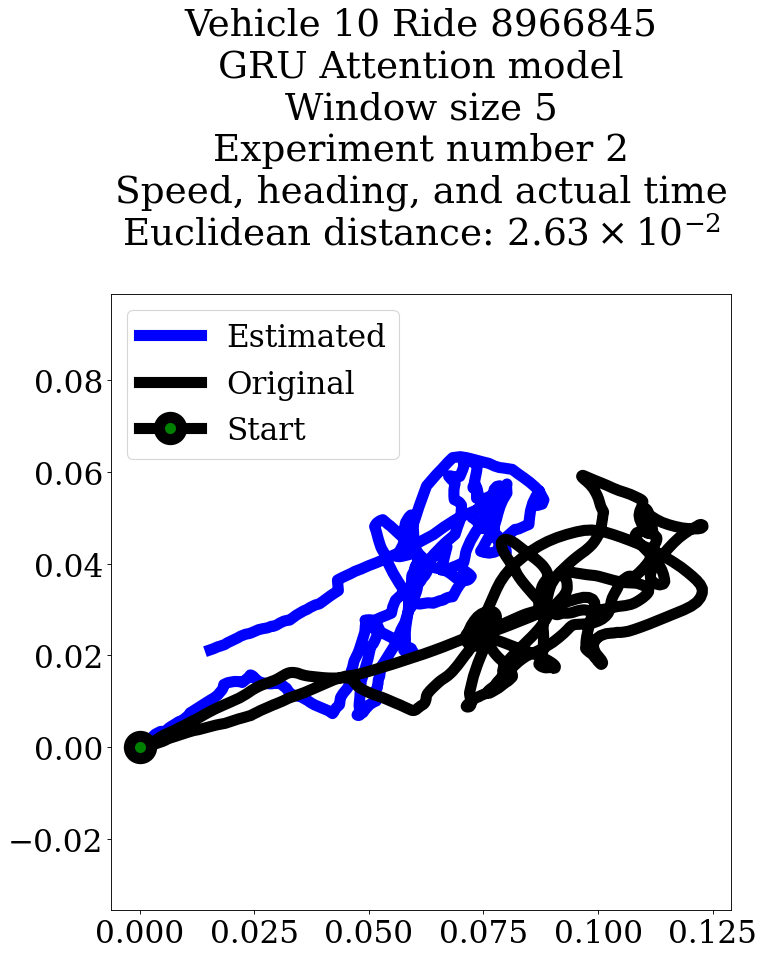 Vehicle 10 Ride 8966845
GRU Attention model
Window size 5
Experiment number 2
Speed, heading, and actual time
Euclidean distance: 2.63 × 10⁻²
Estimated
Original
Start
0.08
0.06
0.04
0.02
0.00
−0.02
0.000 0.025 0.050 0.075 0.100 0.125